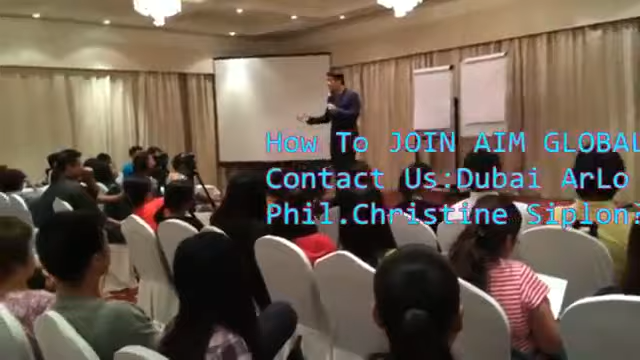 How To JOIN AIM GLOBAL
Contact Us:Dubai ArLo
Phil.Christine Siplon